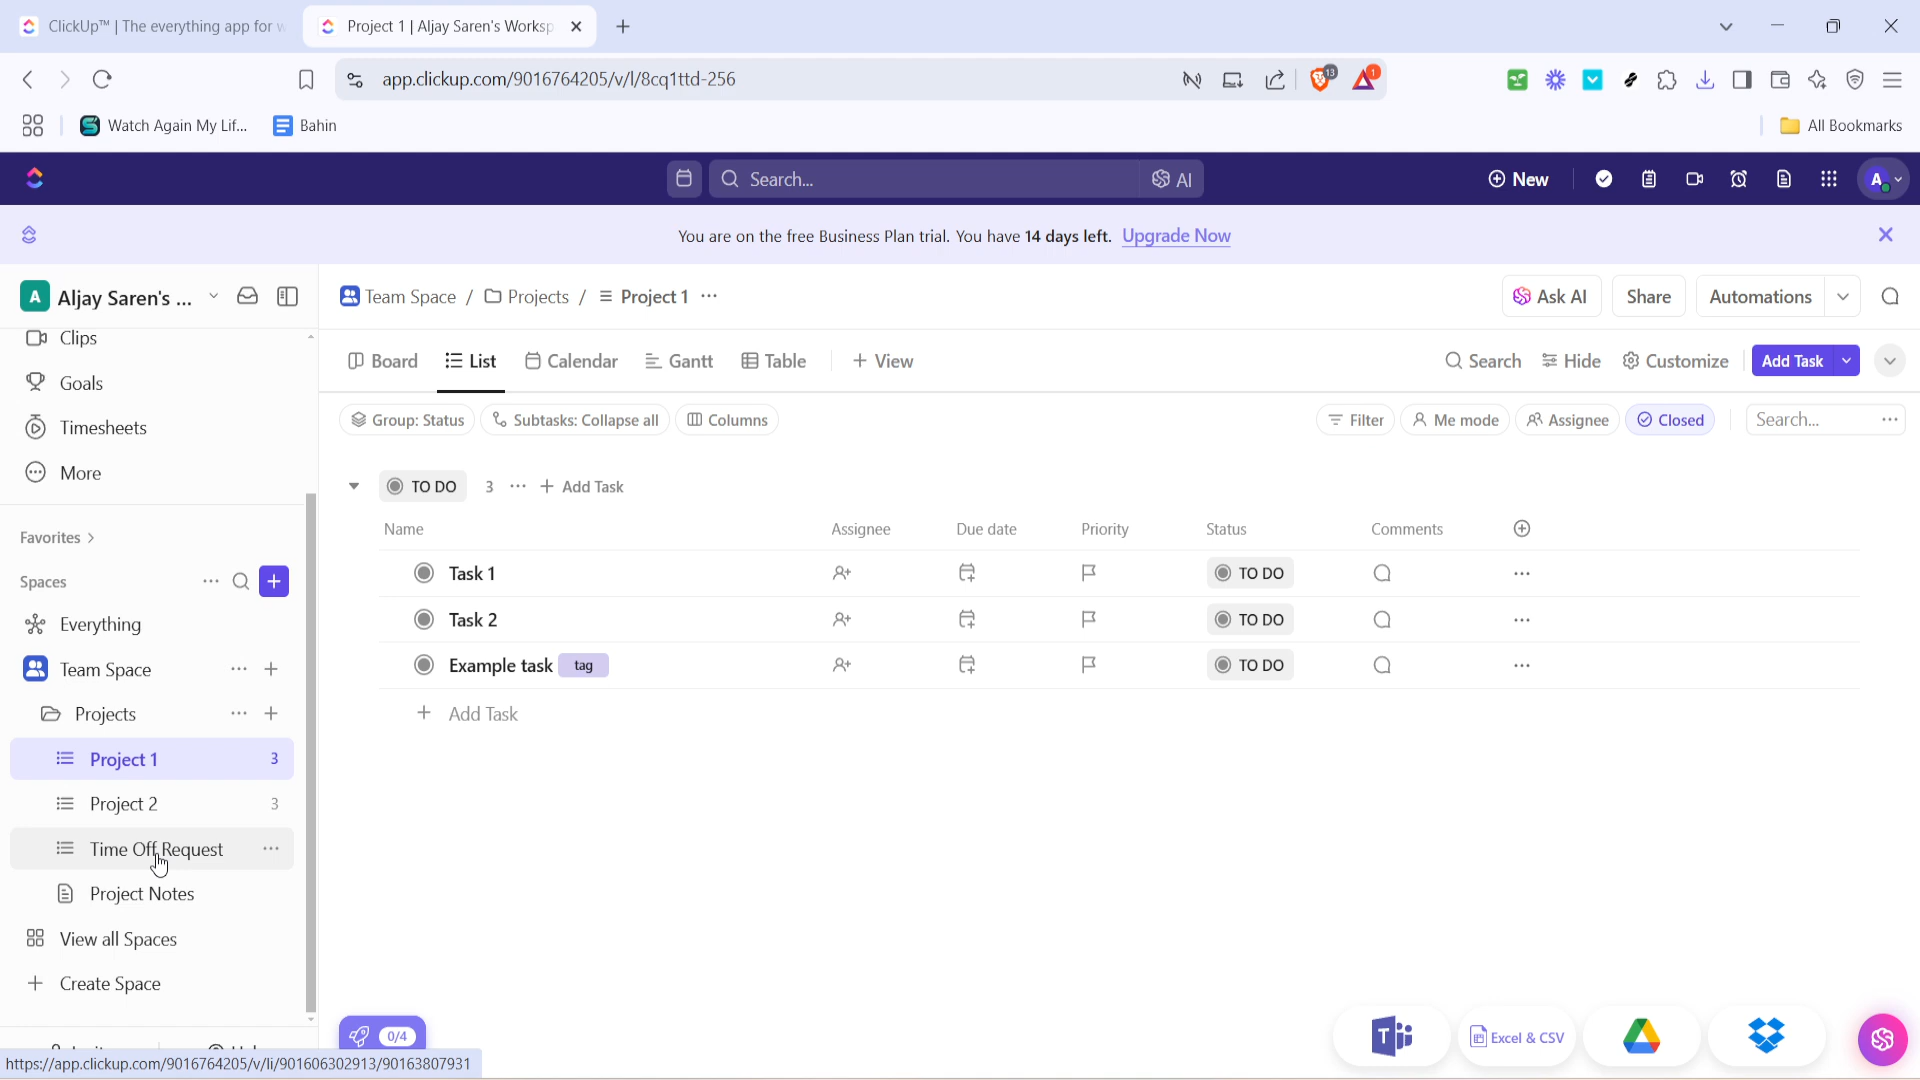 ClickUp™ | The everything app for w
Project 1 | Aljay Saren's Worksp
app.clickup.com/9016764205/v/l/8cq1ttd-256
13
1
Watch Again My Lif...
Bahin
All Bookmarks
Search...
AI
New
A
You are on the free Business Plan trial. You have 14 days left. Upgrade Now
A Aljay Saren's ...
Team Space / Projects / Project 1 ...
Ask AI
Share
Automations
Clips
Goals
Timesheets
More
Favorites
Spaces
Everything
Team Space
Projects
Project 1 3
Project 2 3
Time Off Request
Project Notes
View all Spaces
Create Space
Board
List
Calendar
Gantt
Table
+ View
Search
Hide
Customize
Add Task
Group: Status
Subtasks: Collapse all
Columns
Filter
Me mode
Assignee
Closed
Search...
TO DO 3 ... + Add Task
Name Assignee Due date Priority Status Comments
Task 1 TO DO
Task 2 TO DO
Example task tag TO DO
+ Add Task
0/4
Excel & CSV
https://app.clickup.com/9016764205/v/li/901606302913/90163807931